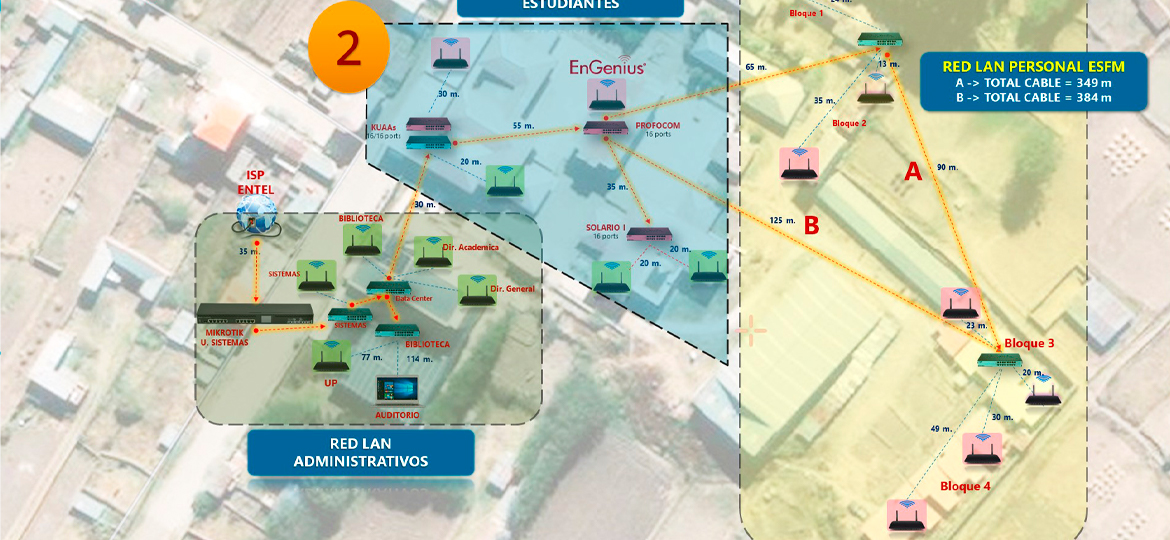 ESTUDIANTES
2
Bloque 1
24 m.
13 m.
RED LAN PERSONAL ESFM
A -> TOTAL CABLE = 349 m
B -> TOTAL CABLE = 384 m
EnGenius
65 m.
30 m.
35 m.
KUAAs
16/16 ports
55 m.
PROFOCOM
16 ports
Bloque 2
20 m.
A
90 m.
ISP
ENTEL
35 m.
30 m.
125 m.
B
BIBLIOTECA
SOLARIO I
16 ports
35 m.
Dir. Academica
20 m.
20 m.
SISTEMAS
Dir. General
Data Center
MIKROTIK
U. SISTEMAS
SISTEMAS
BIBLIOTECA
23 m.
Bloque 3
77 m.
114 m.
20 m.
UP
AUDITORIO
30 m.
49 m.
RED LAN
ADMINISTRATIVOS
Bloque 4